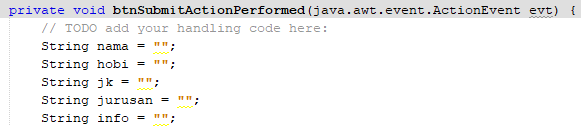 private void btnSubmitActionPerformed(java.awt.event.ActionEvent evt) {
// TODO add your handling code here:
String nama = "";
String hobi = "";
String jk = "";
String jurusan = "";
String info = "";